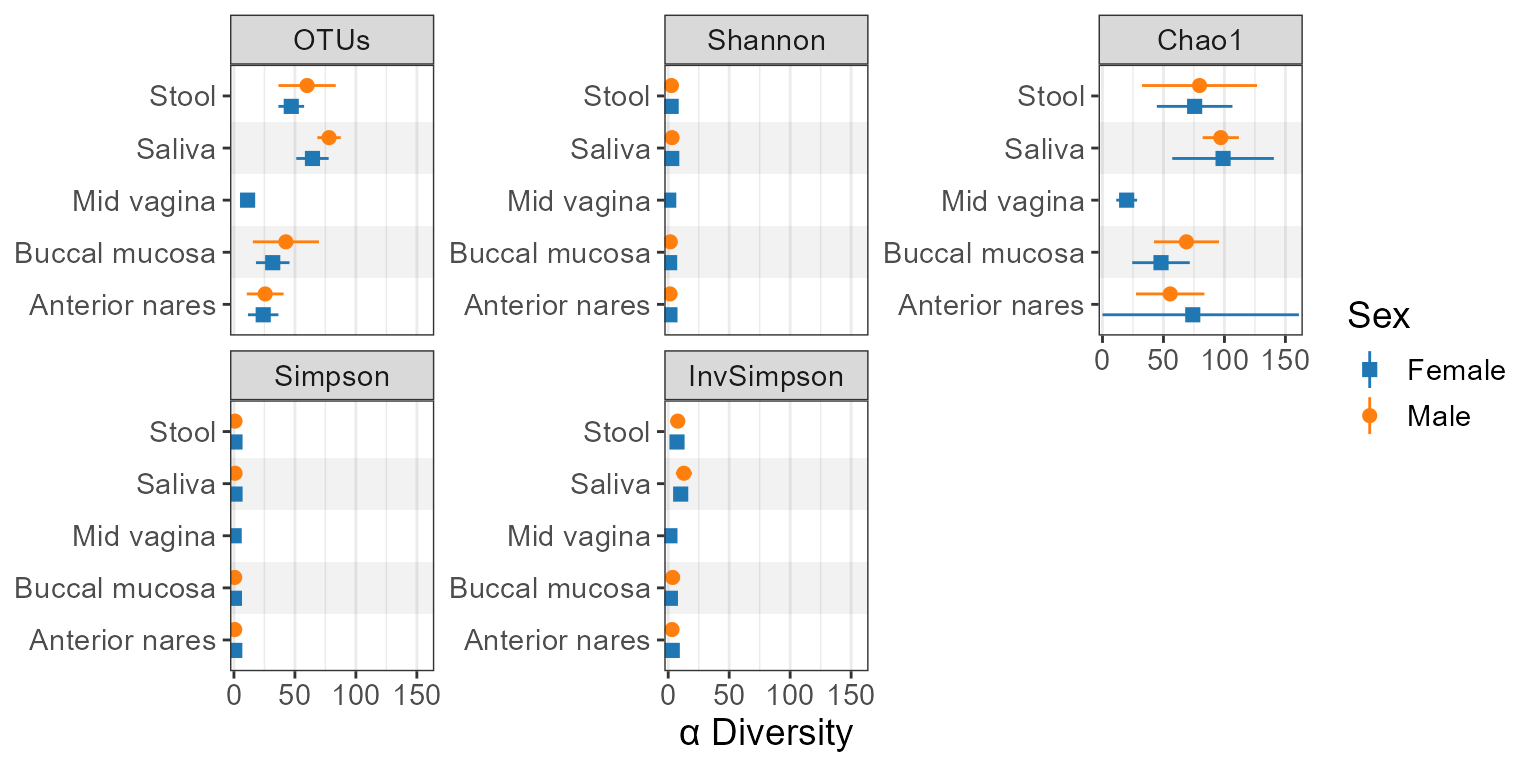 OTUs
Shannon
Chao1
Stool
Saliva
Mid vagina
Buccal mucosa
Anterior nares
Stool
Saliva
Mid vagina
Buccal mucosa
Anterior nares
Stool
Saliva
Mid vagina
Buccal mucosa
Anterior nares
0 50 100 150
Sex
Female
Male
Simpson
InvSimpson
Stool
Saliva
Mid vagina
Buccal mucosa
Anterior nares
0 50 100 150
Stool
Saliva
Mid vagina
Buccal mucosa
Anterior nares
0 50 100 150
α Diversity